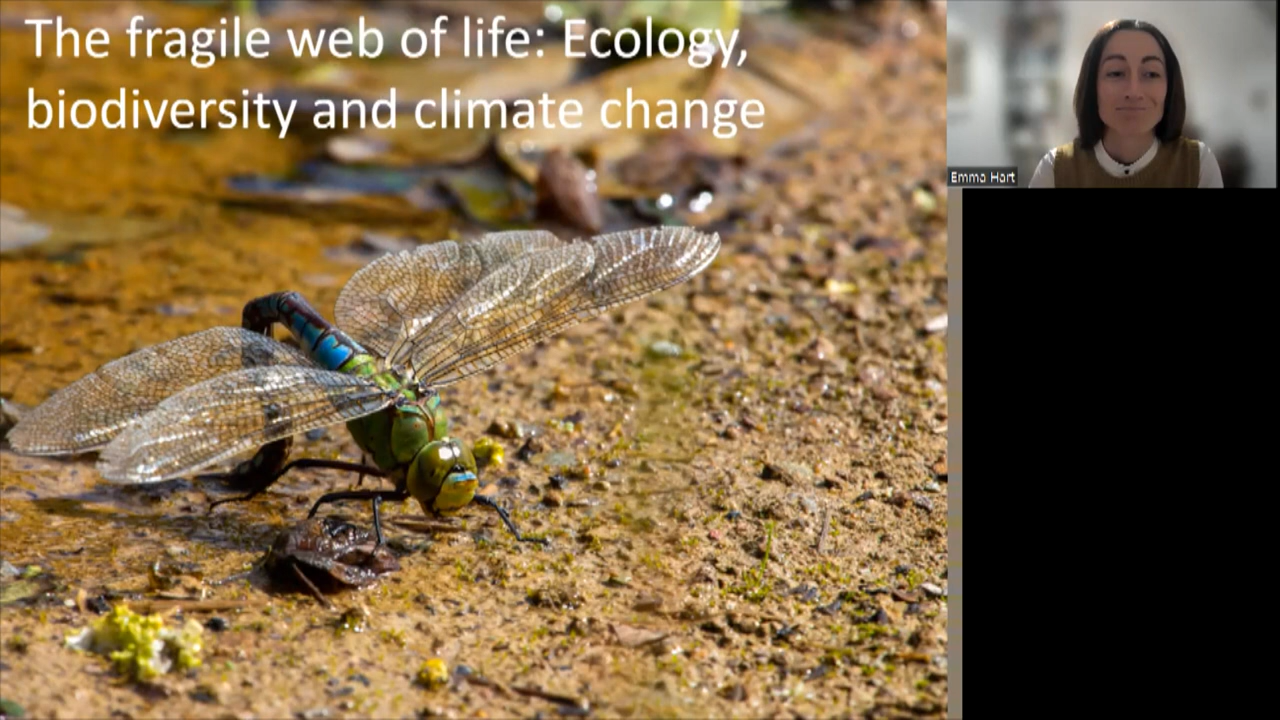 The fragile web of life: Ecology,
biodiversity and climate change
Emma Hart